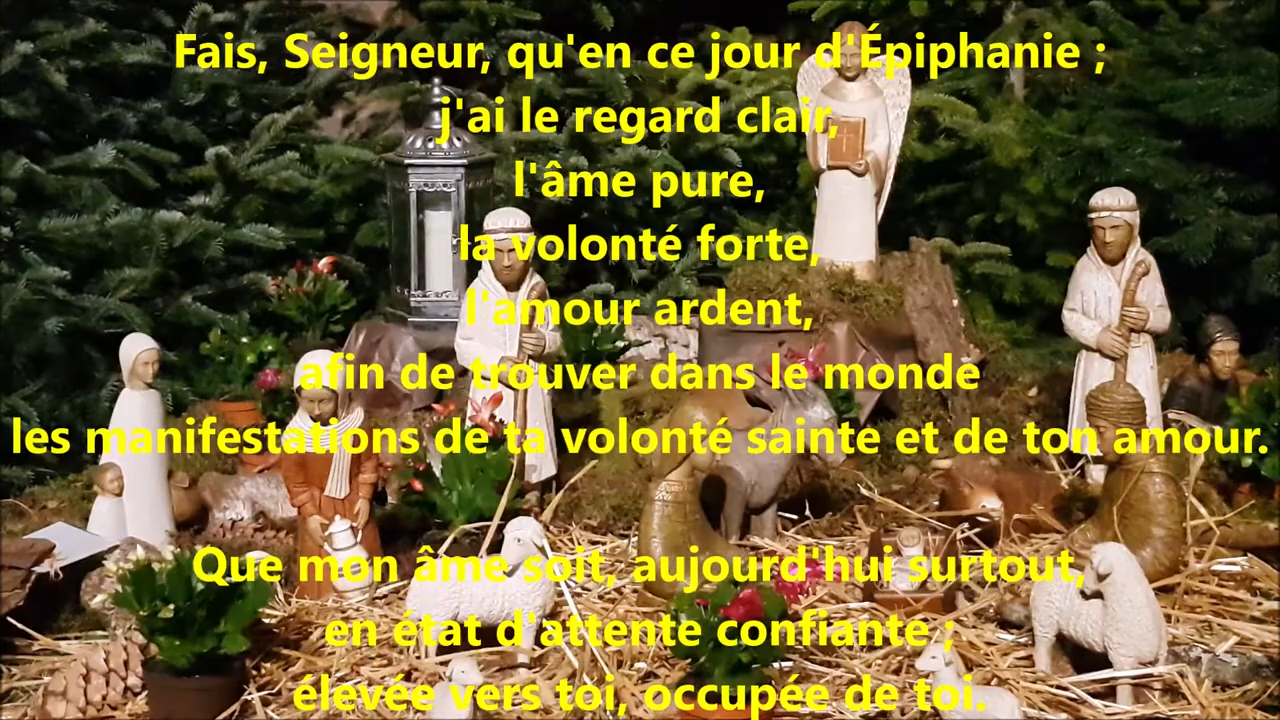 Fais, Seigneur, qu'en ce jour d'Épiphanie ;
j'ai le regard clair,
l'âme pure,
la volonté forte,
l'amour ardent,
afin de trouver dans le monde
les manifestations de ta volonté sainte et de ton amour.
Que mon âme soit, aujourd'hui surtout,
en état d'attente confiante ;
élevée vers toi, occupée de toi.